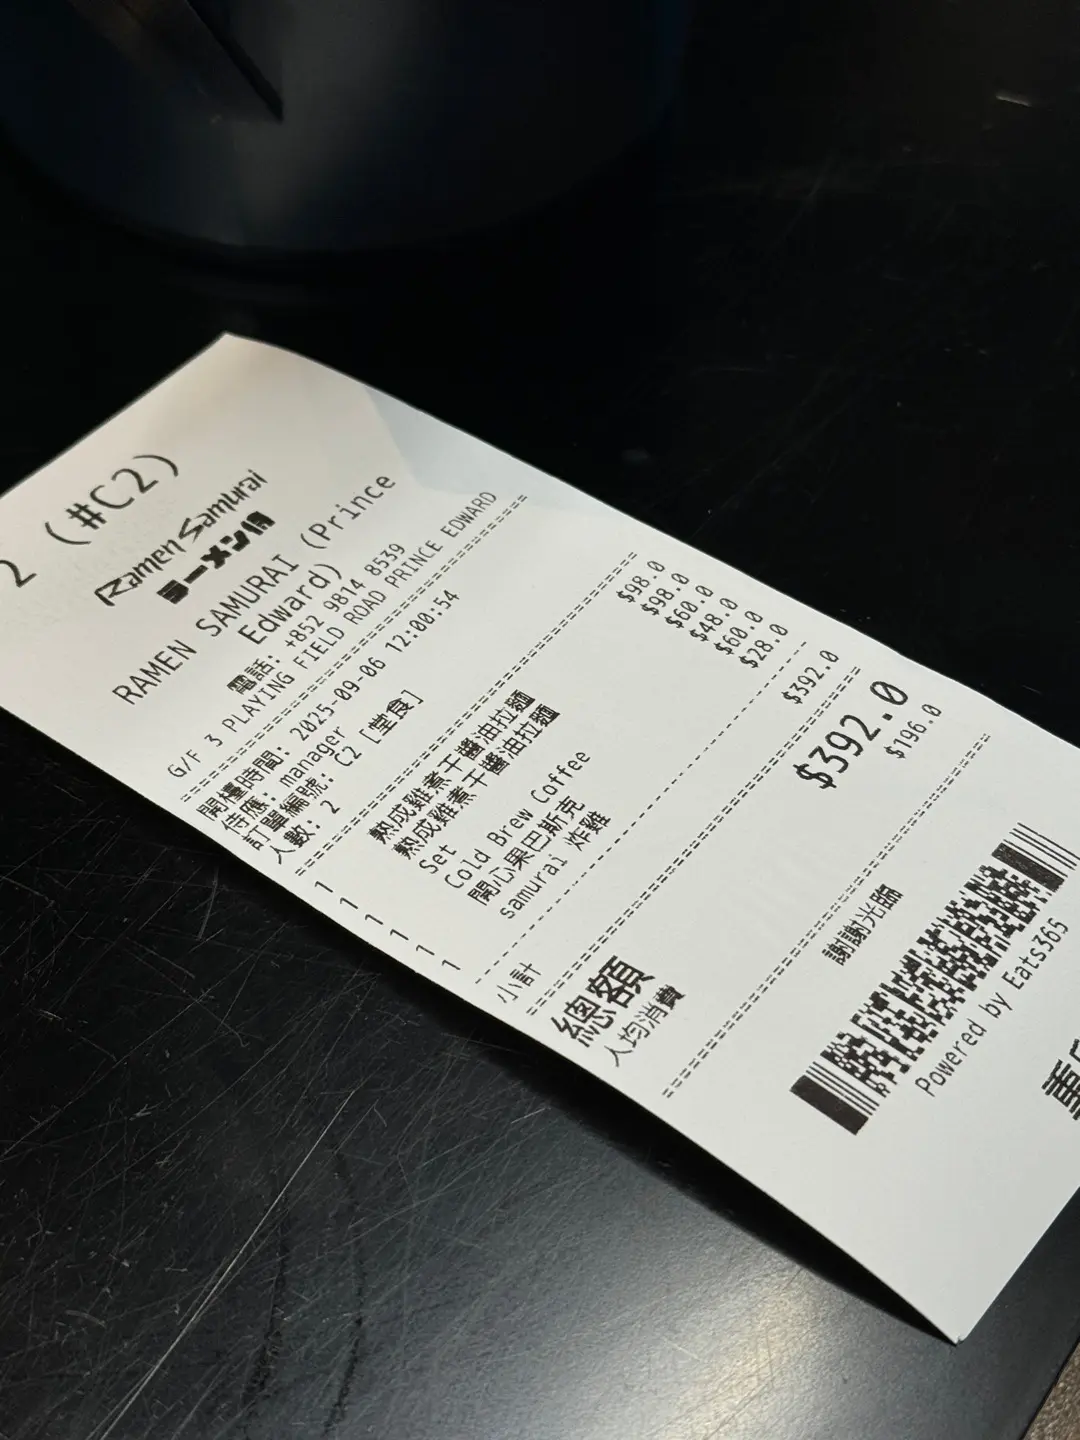 2 (#C2)
Ramen Samurai
ラーメン侍
RAMEN SAMURAI (Prince
Edward)
電話: +852 9814 8539
G/F 3 PLAYING FIELD ROAD PRINCE EDWARD
開檯時間: 2025-09-06 12:00:54
侍應: manager
訂單編號: C2 [堂食]
人數: 2
1 熟成雞煮干醬油拉麵 $98.0
1 熟成雞煮干醬油拉麵 $98.0
1 Set $60.0
1 Cold Brew Coffee $48.0
1 開心果巴斯克 $60.0
samurai 炸雞 $28.0
小計 $392.0
總額 $392.0
人均消費 $196.0
謝謝光臨
Powered by Eats365
重